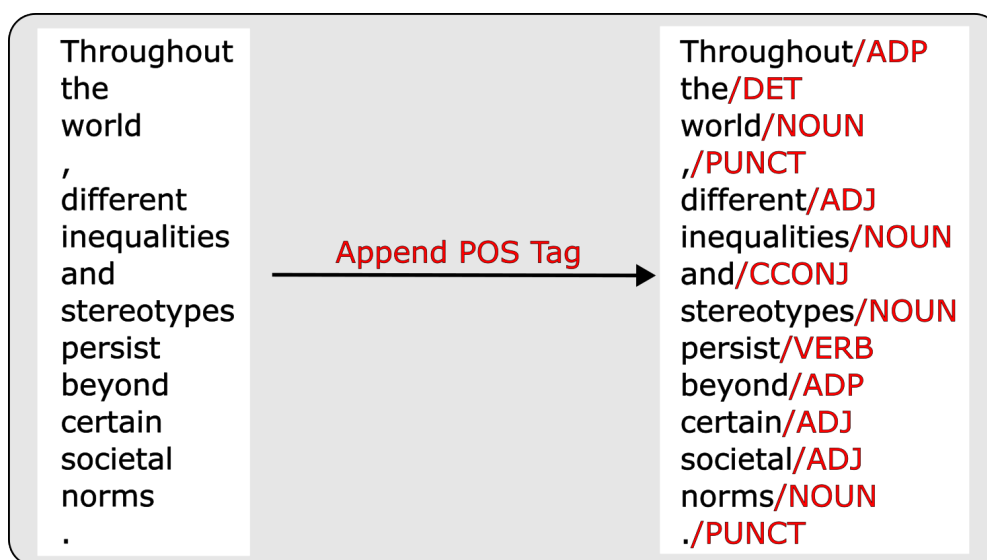 Throughout
the
world
,
different
inequalities
and
stereotypes
persist
beyond
certain
societal
norms
.
Append POS Tag
Throughout/ADP
the/DET
world/NOUN
,/PUNCT
different/ADJ
inequalities/NOUN
and/CCONJ
stereotypes/NOUN
persist/VERB
beyond/ADP
certain/ADJ
societal/ADJ
norms/NOUN
./PUNCT